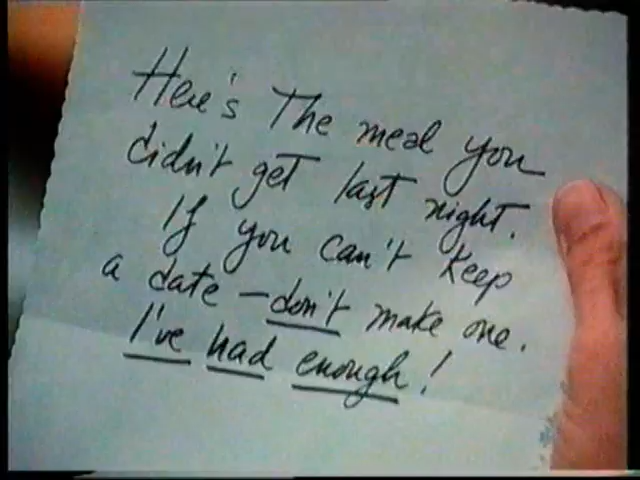 Here's The meal you
didn't get last night.
If you can't keep
a date – don't make one.
I've had enough!